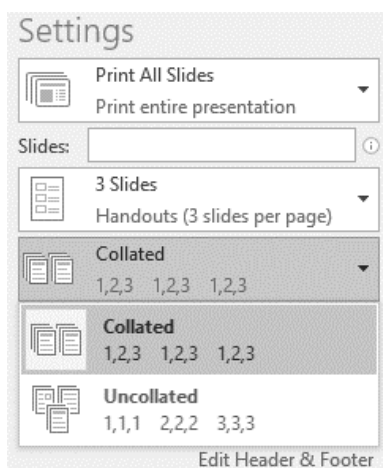 Settings
Print All Slides
Print entire presentation
Slides:
3 Slides
Handouts (3 slides per page)
Collated
1,2,3 1,2,3 1,2,3
Collated
1,2,3 1,2,3 1,2,3
Uncollated
1,1,1 2,2,2 3,3,3
Edit Header & Footer